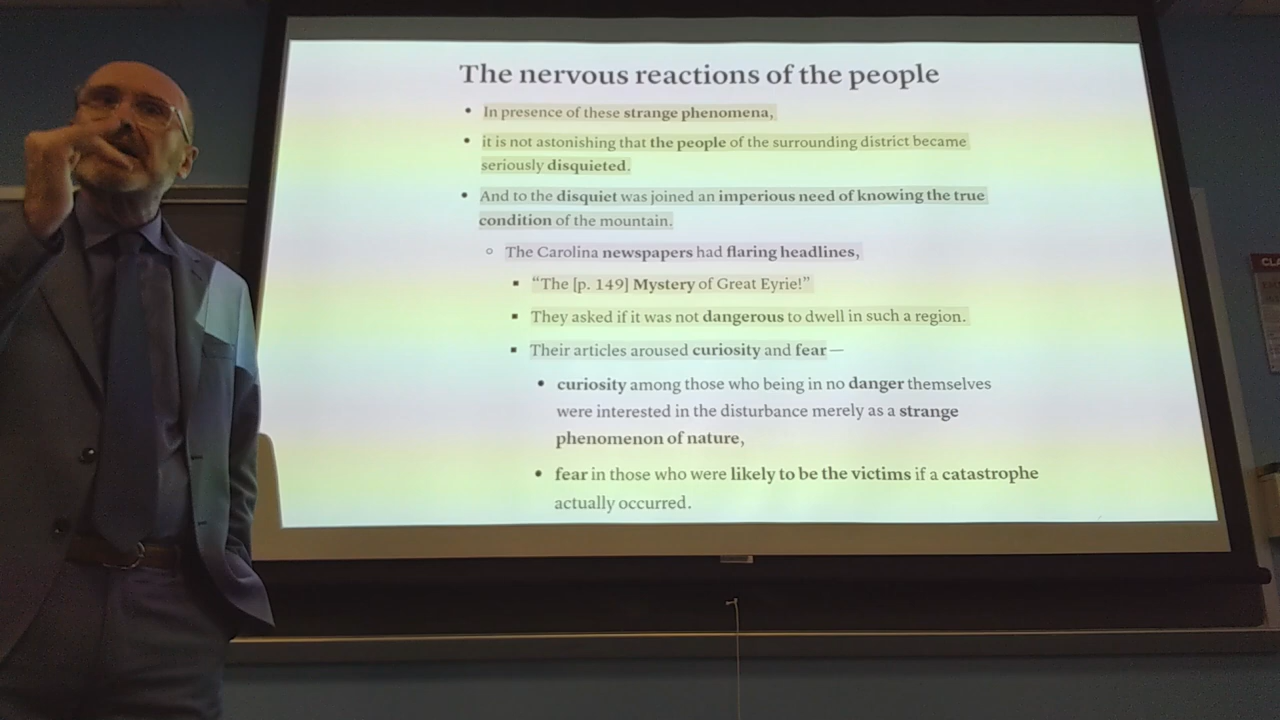 The nervous reactions of the people
• In presence of these strange phenomena,
• it is not astonishing that the people of the surrounding district became
seriously disquieted.
• And to the disquiet was joined an imperious need of knowing the true
condition of the mountain.
○ The Carolina newspapers had flaring headlines,
▪ “The [p. 149] Mystery of Great Eyrie!”
▪ They asked if it was not dangerous to dwell in such a region.
▪ Their articles aroused curiosity and fear—
• curiosity among those who being in no danger themselves
were interested in the disturbance merely as a strange
phenomenon of nature,
• fear in those who were likely to be the victims if a catastrophe
actually occurred.